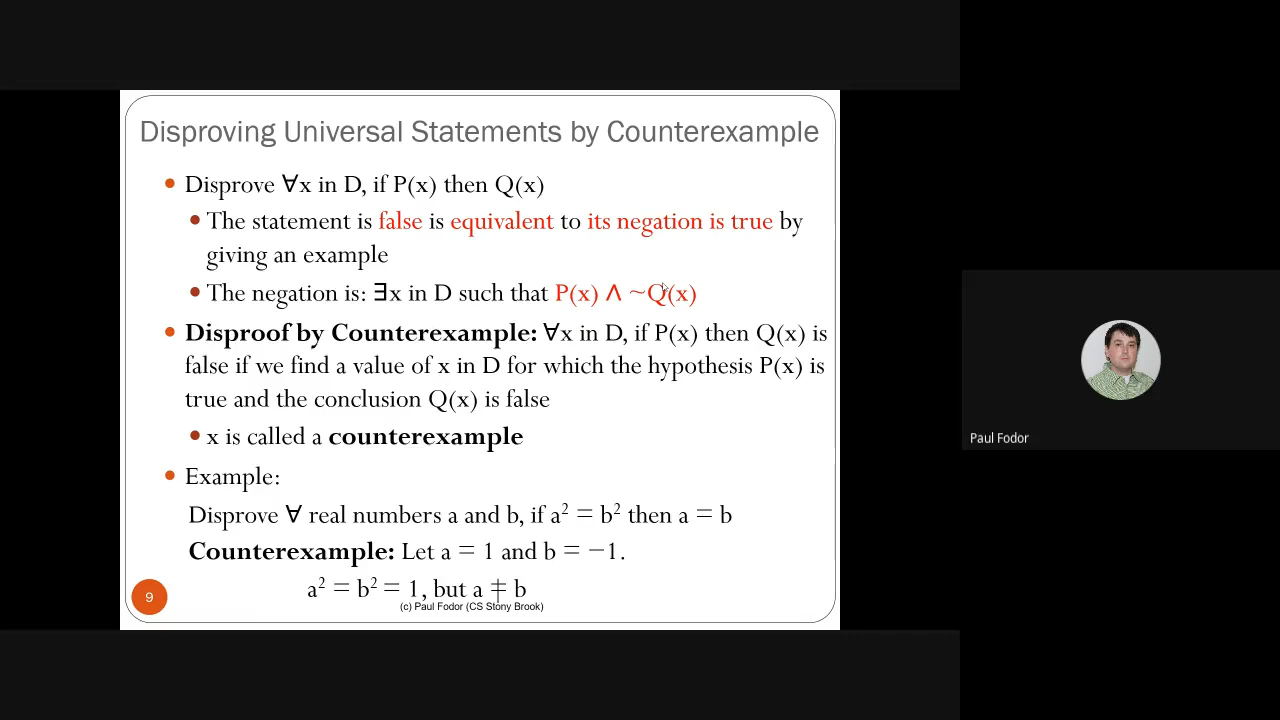 Disproving Universal Statements by Counterexample
• Disprove ∀x in D, if P(x) then Q(x)
• The statement is false is equivalent to its negation is true by
giving an example
• The negation is: ∃x in D such that P(x) ∧ ~Q(x)
• Disproof by Counterexample: ∀x in D, if P(x) then Q(x) is
false if we find a value of x in D for which the hypothesis P(x) is
true and the conclusion Q(x) is false
• x is called a counterexample
• Example:
Disprove ∀ real numbers a and b, if a² = b² then a = b
Counterexample: Let a = 1 and b = −1.
a² = b² = 1, but a ≠ b
9
(c) Paul Fodor (CS Stony Brook)
Paul Fodor